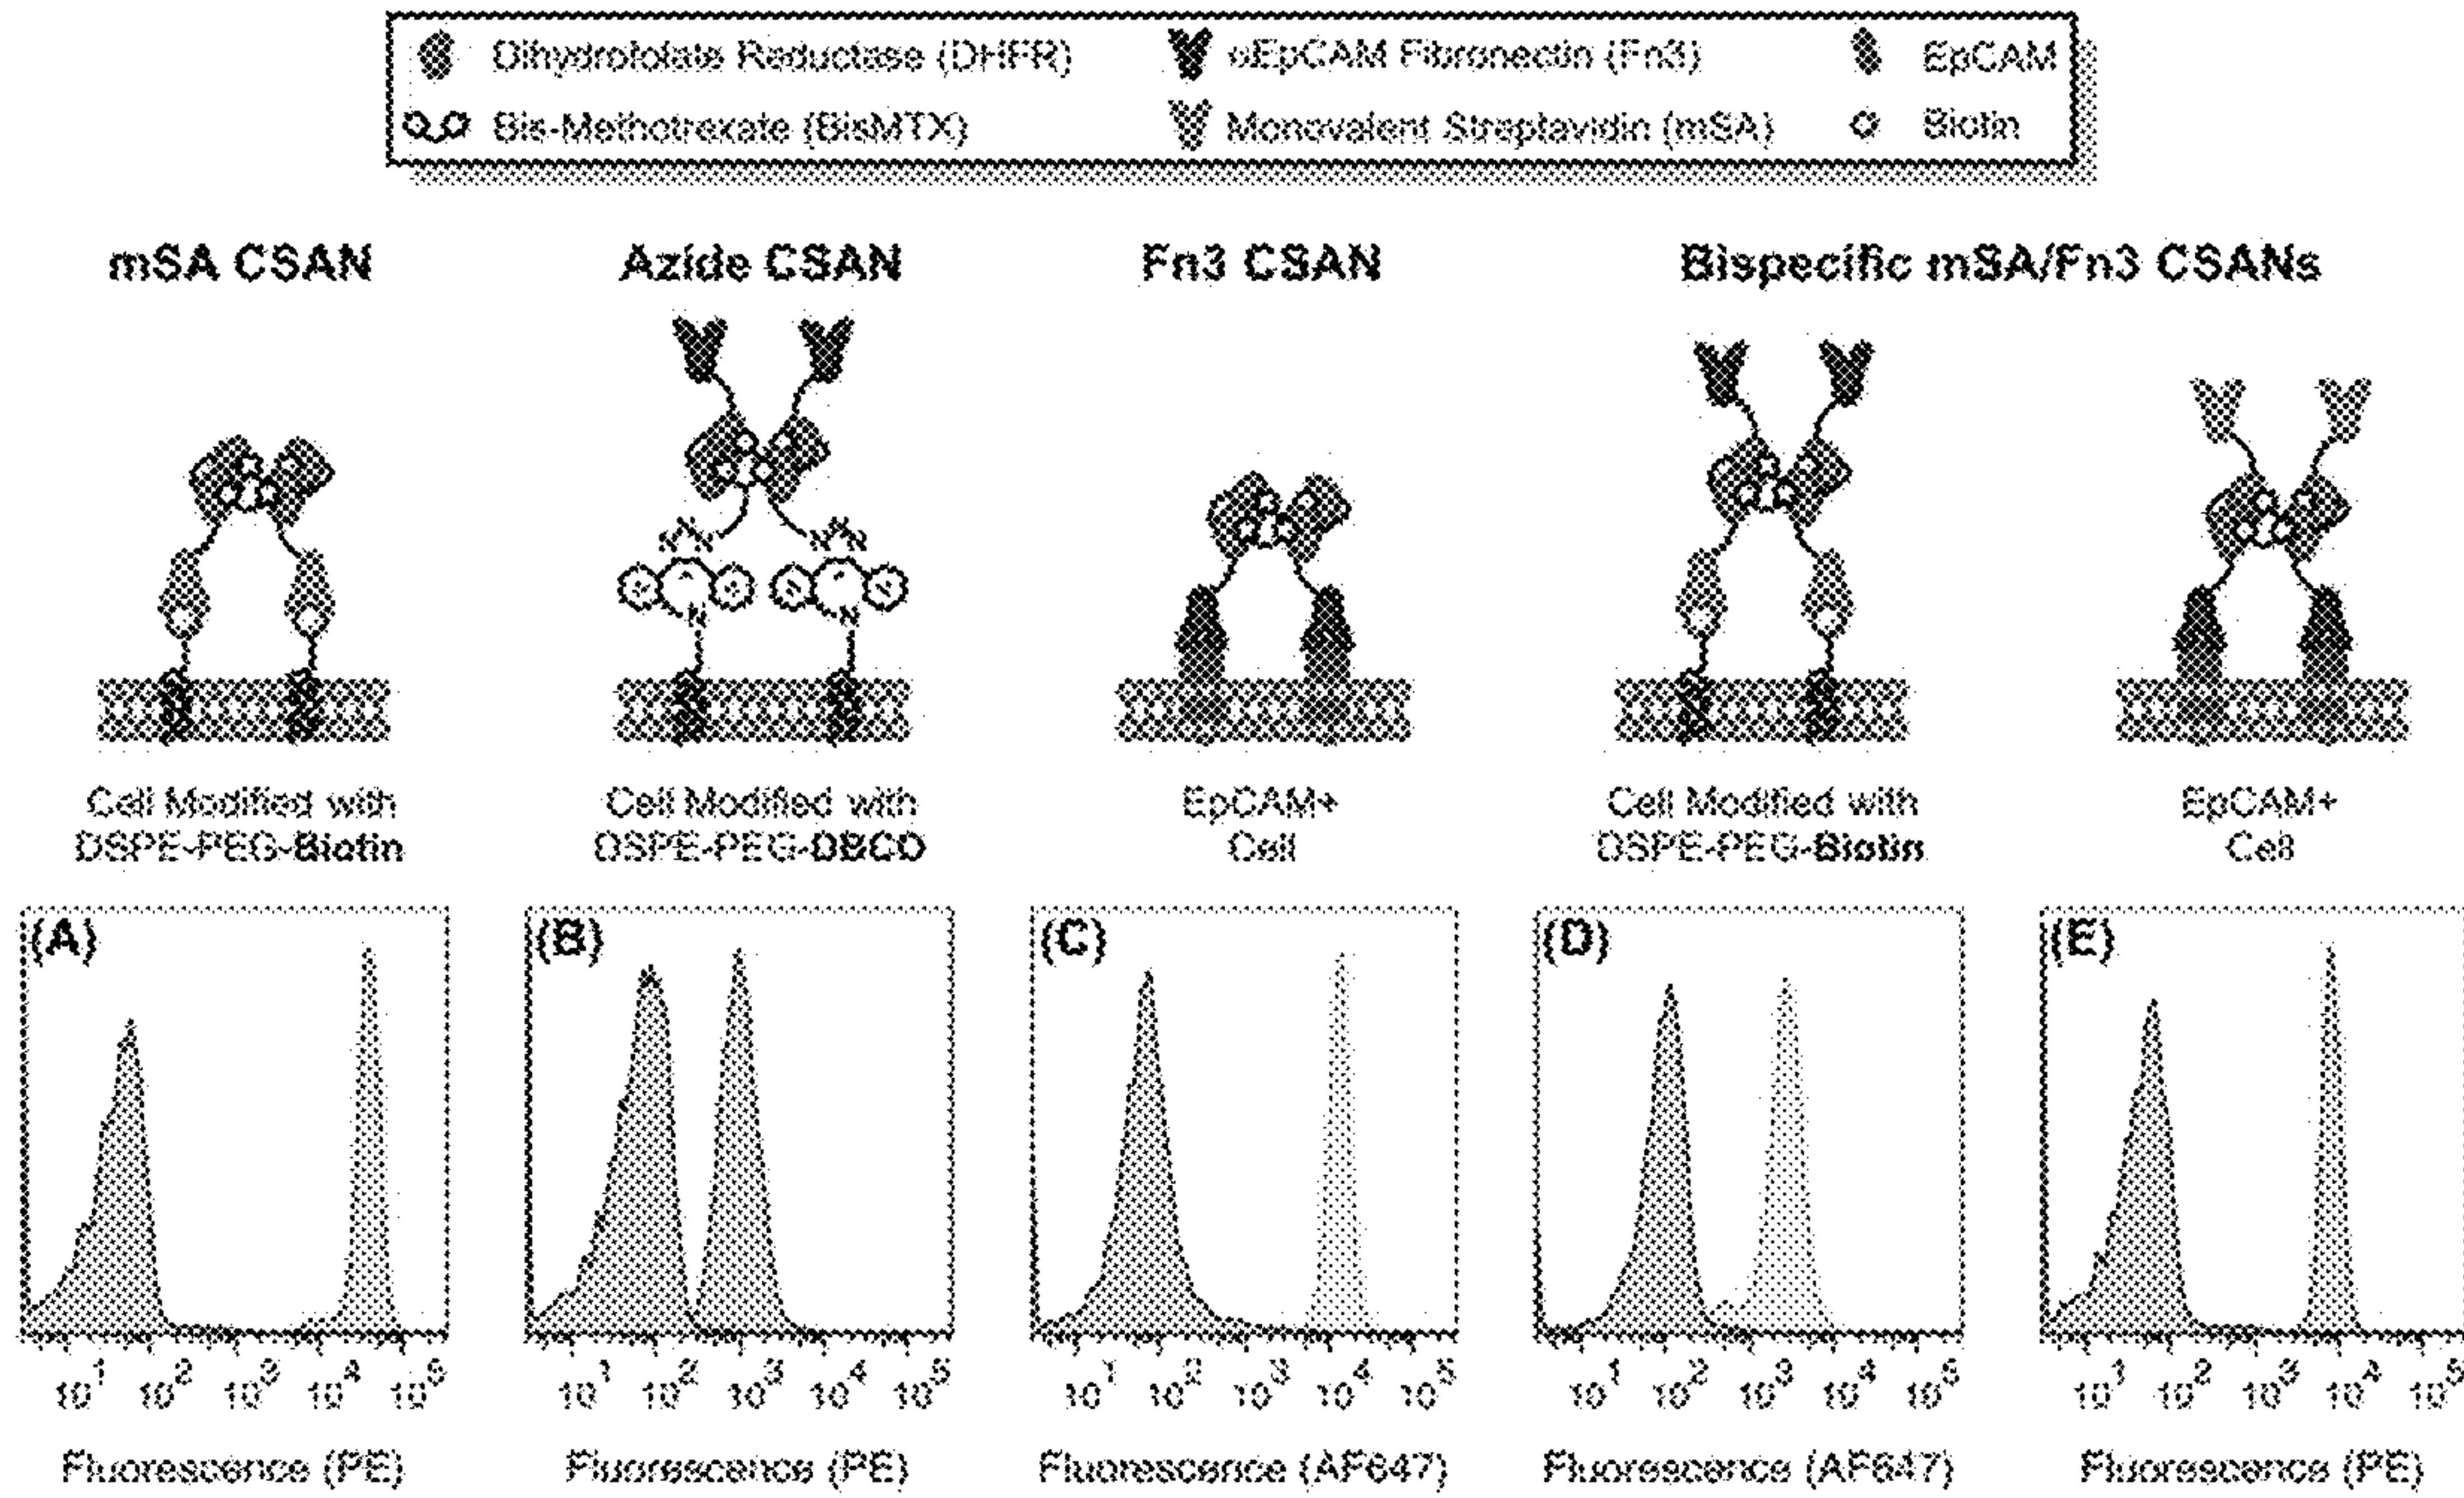 Dihydrofolate Reductase (DHFR)
αEpCAM Fibronectin (Fn3)
EpCAM
Bis-Methotrexate (BisMTX)
Monovalent Streptavidin (mSA)
Biotin
mSA CSAN
Azide CSAN
Fn3 CSAN
Bispecific mSA/Fn3 CSANs
N N N
N N N
N
N
Cell Modified with
DSPE-PEG-Biotin
Cell Modified with
DSPE-PEG-DBCO
EpCAM+
Cell
Cell Modified with
DSPE-PEG-Biotin
EpCAM+
Cell
(A)
(B)
(C)
(D)
(E)
10¹ 10² 10³ 10⁴ 10⁵
10¹ 10² 10³ 10⁴ 10⁵
10¹ 10² 10³ 10⁴ 10⁵
10¹ 10² 10³ 10⁴ 10⁵
10¹ 10² 10³ 10⁴ 10⁵
Fluorescence (PE)
Fluorescence (PE)
Fluorescence (AF647)
Fluorescence (AF647)
Fluorescence (PE)